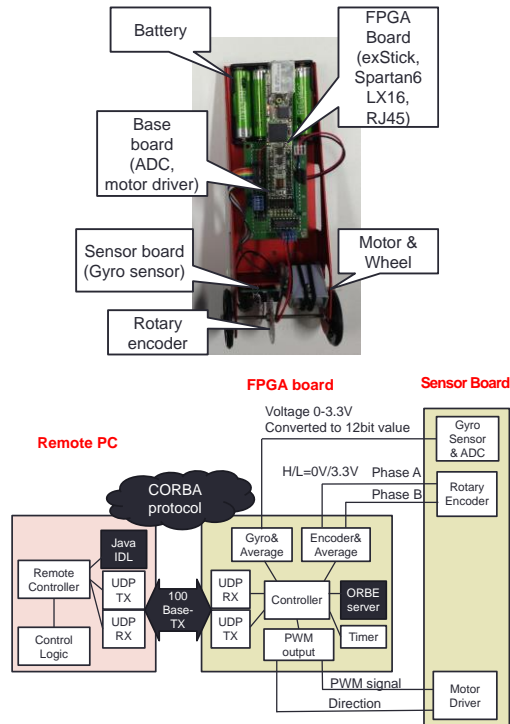 Battery
FPGA
Board
(exStick,
Spartan6
LX16,
RJ45)
Base
board
(ADC,
motor driver)
Sensor board
(Gyro sensor)
Motor &
Wheel
Rotary
encoder
FPGA board
Sensor Board
Remote PC
Voltage 0-3.3V
Converted to 12bit value
Gyro
Sensor
& ADC
H/L=0V/3.3V
Phase A
Phase B
Rotary
Encoder
CORBA
protocol
Java
IDL
Remote
Controller
UDP
TX
UDP
RX
Control
Logic
100
Base-
TX
Gyro&
Average
Encoder&
Average
UDP
RX
UDP
TX
Controller
ORBE
server
Timer
PWM
output
PWM signal
Direction
Motor
Driver